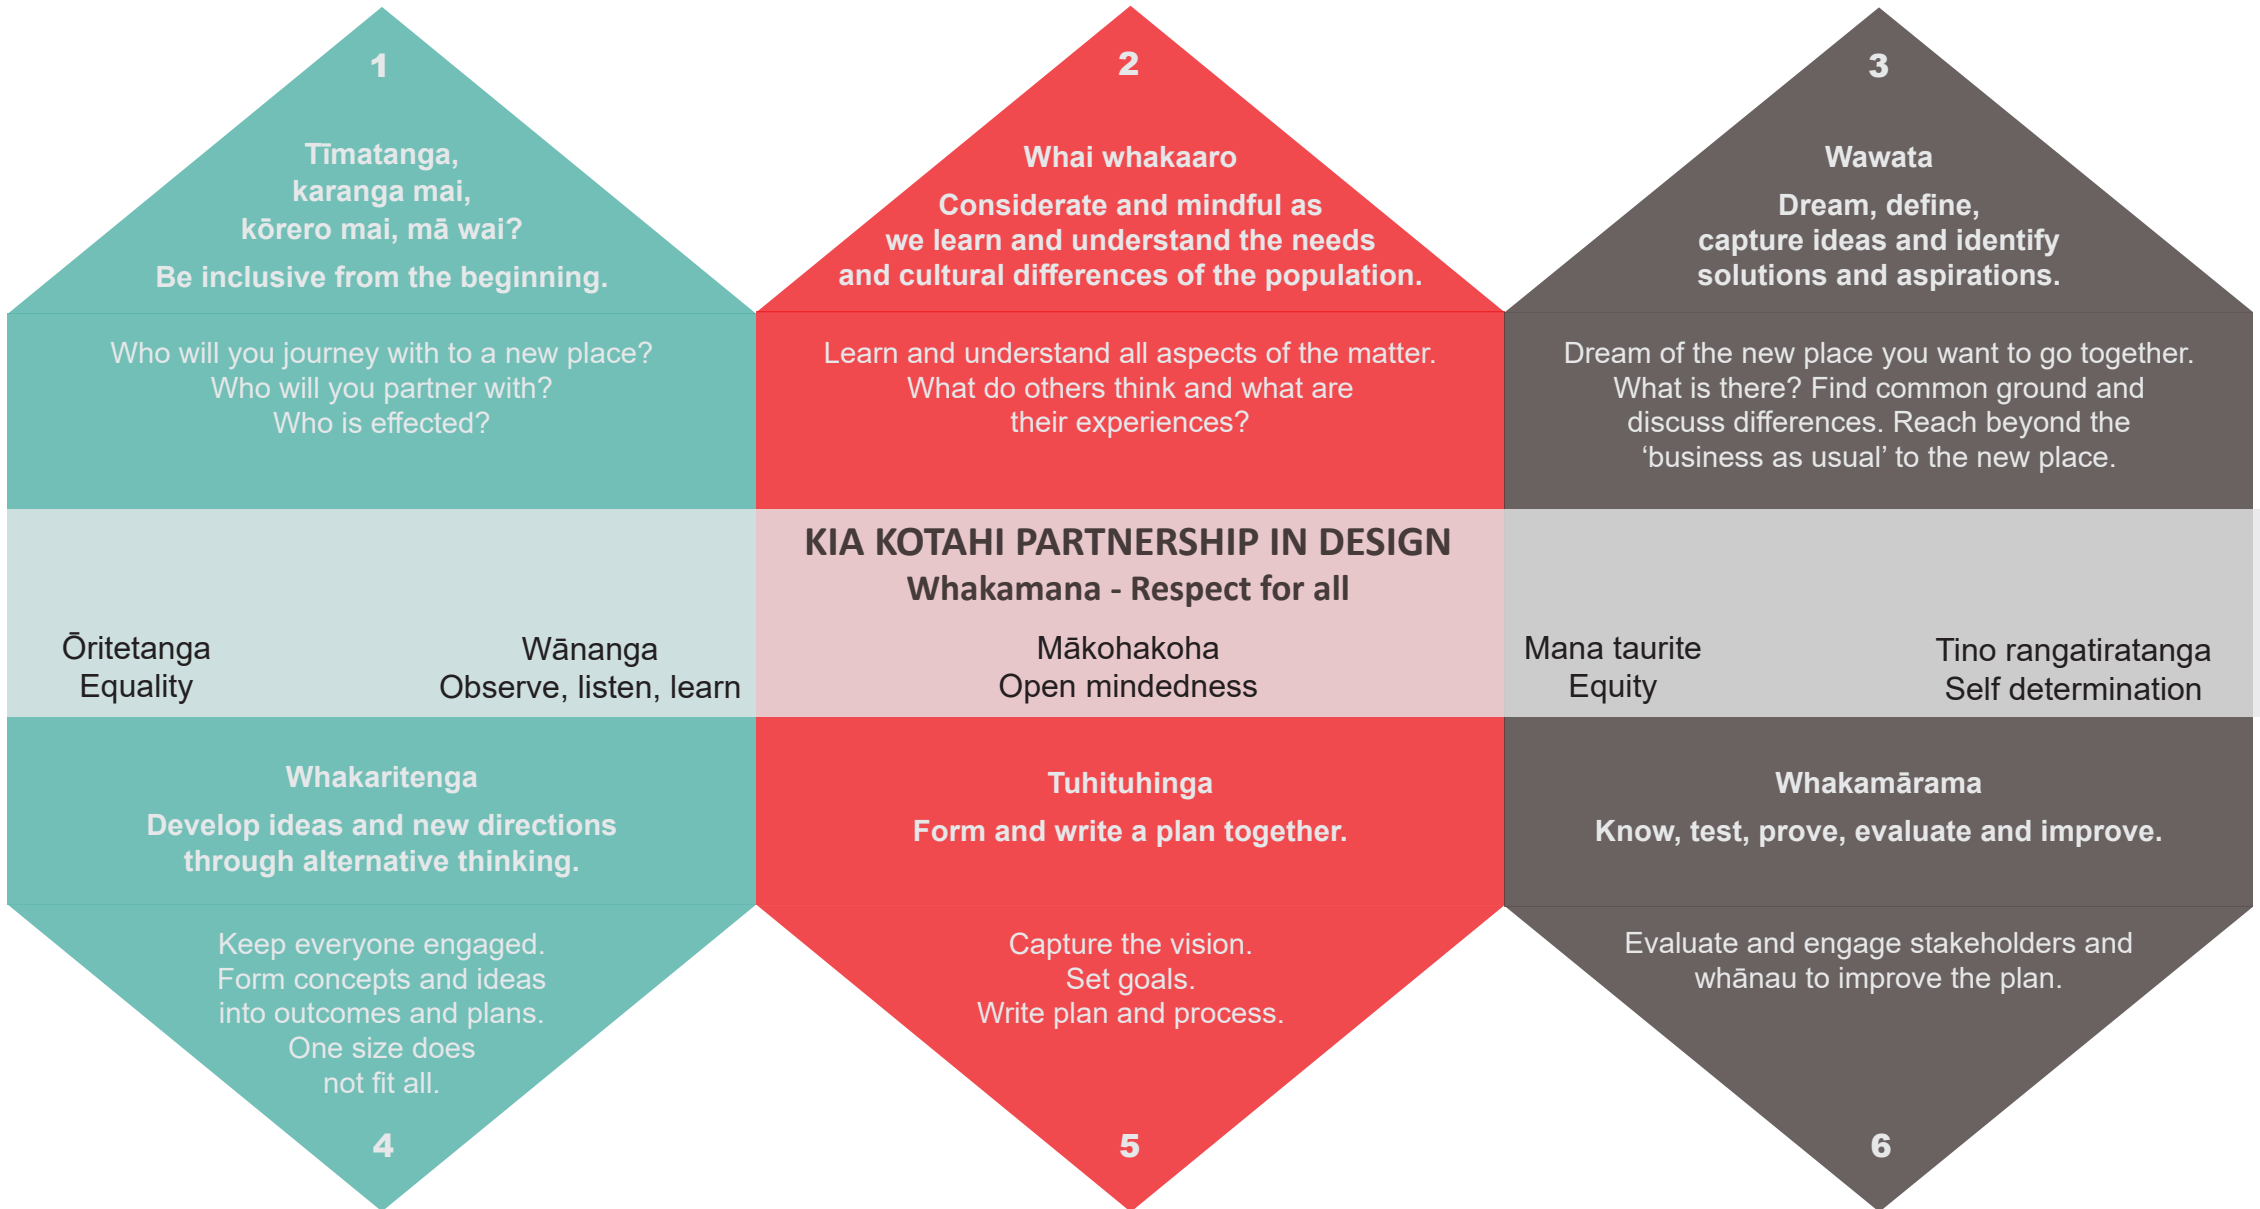 1
Tīmatanga,
karanga mai,
kōrero mai, mā wai?
Be inclusive from the beginning.
Who will you journey with to a new place?
Who will you partner with?
Who is effected?
2
Whai whakaaro
Considerate and mindful as
we learn and understand the needs
and cultural differences of the population.
Learn and understand all aspects of the matter.
What do others think and what are
their experiences?
3
Wawata
Dream, define,
capture ideas and identify
solutions and aspirations.
Dream of the new place you want to go together.
What is there? Find common ground and
discuss differences. Reach beyond the
‘business as usual’ to the new place.
KIA KOTAHI PARTNERSHIP IN DESIGN
Whakamana - Respect for all
Ōritetanga
Equality
Wānanga
Observe, listen, learn
Mākohakoha
Open mindedness
Mana taurite
Equity
Tino rangatiratanga
Self determination
Whakaritenga
Develop ideas and new directions
through alternative thinking.
Keep everyone engaged.
Form concepts and ideas
into outcomes and plans.
One size does
not fit all.
4
Tuhituhinga
Form and write a plan together.
Capture the vision.
Set goals.
Write plan and process.
5
Whakamārama
Know, test, prove, evaluate and improve.
Evaluate and engage stakeholders and
whānau to improve the plan.
6